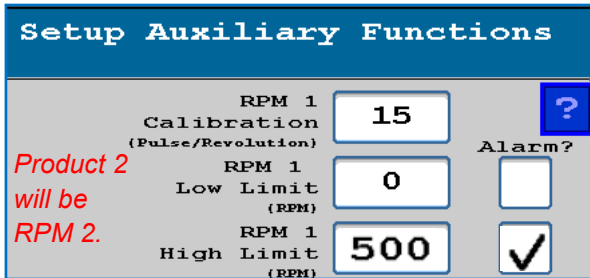 Setup Auxiliary Functions
?
RPM 1
Calibration
(Pulse/Revolution)
15
Alarm?
Product 2
will be
RPM 2.
RPM 1
Low Limit
(RPM)
0
RPM 1
High Limit
(RPM)
500